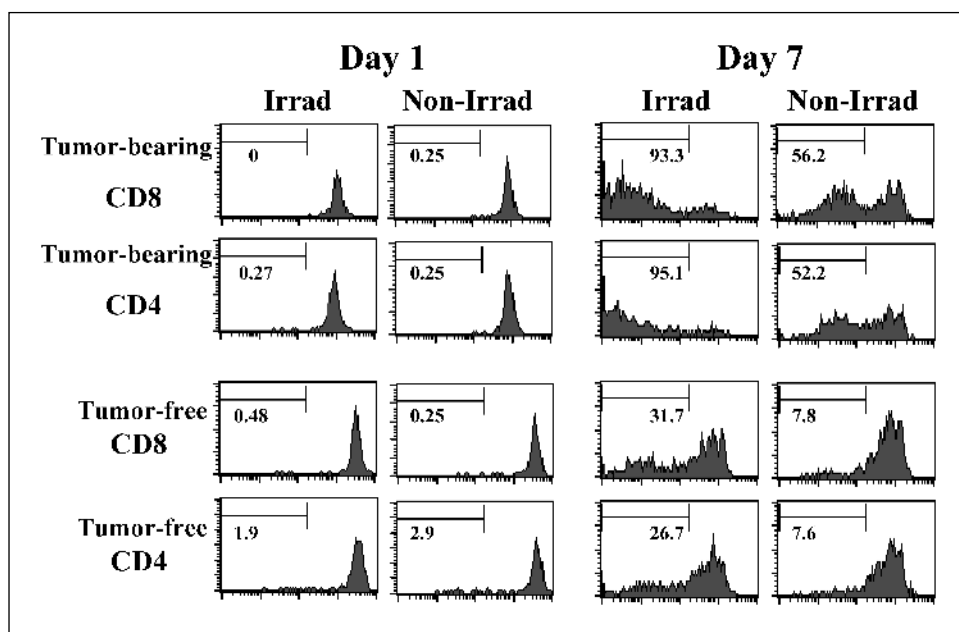 Day 1 Day 7
Irrad Non-Irrad Irrad Non-Irrad
Tumor-bearing
CD8
0 0.25 93.3 56.2
Tumor-bearing
CD4
0.27 0.25 95.1 52.2
Tumor-free
CD8
0.48 0.25 31.7 7.8
Tumor-free
CD4
1.9 2.9 26.7 7.6